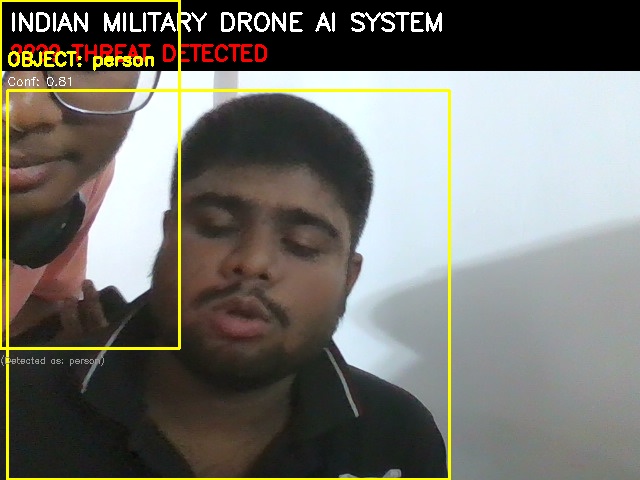 INDIAN MILITARY DRONE AI SYSTEM
THREAT DETECTED
OBJECT: person
Conf: 0.81
(Detected as: person)